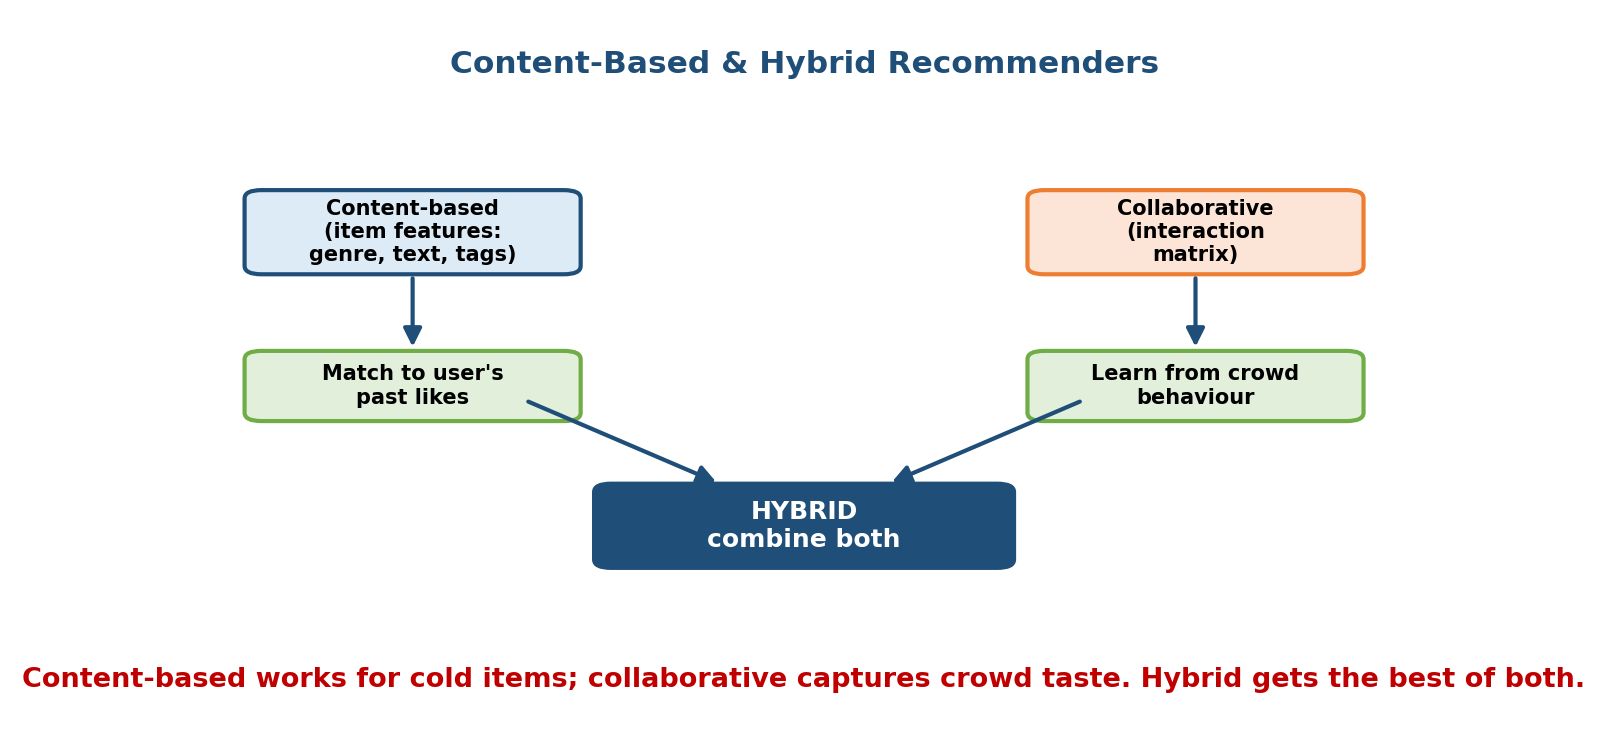 Content-Based & Hybrid Recommenders
Content-based
(item features:
genre, text, tags)
Collaborative
(interaction
matrix)
Match to user's
past likes
Learn from crowd
behaviour
HYBRID
combine both
Content-based works for cold items; collaborative captures crowd taste. Hybrid gets the best of both.